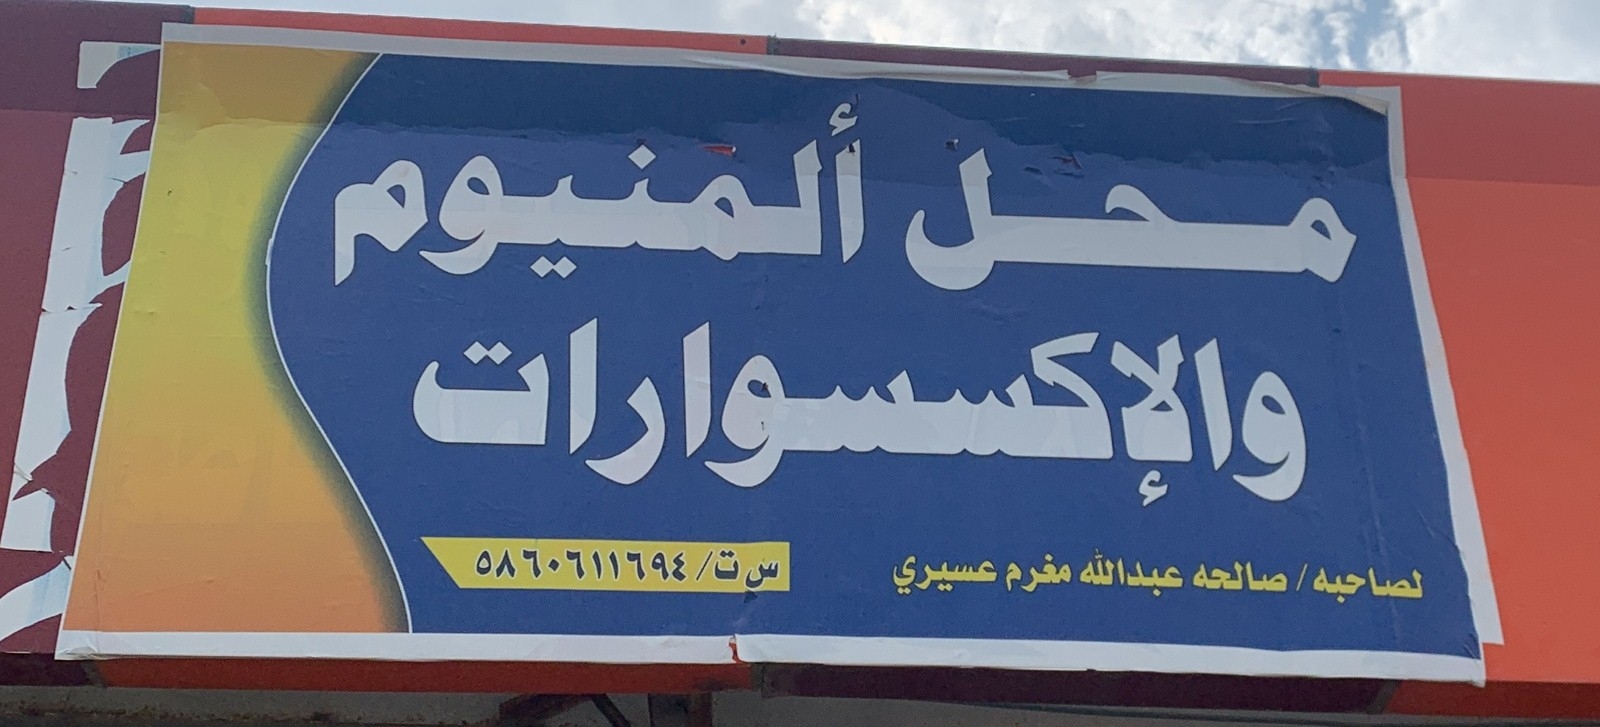 محل ألمنيوم
والإكسسوارات
لصاحبه / صالحه عبدالله مغرم عسيري
س ت/ ٥٨٦٠٦١١٦٩٤